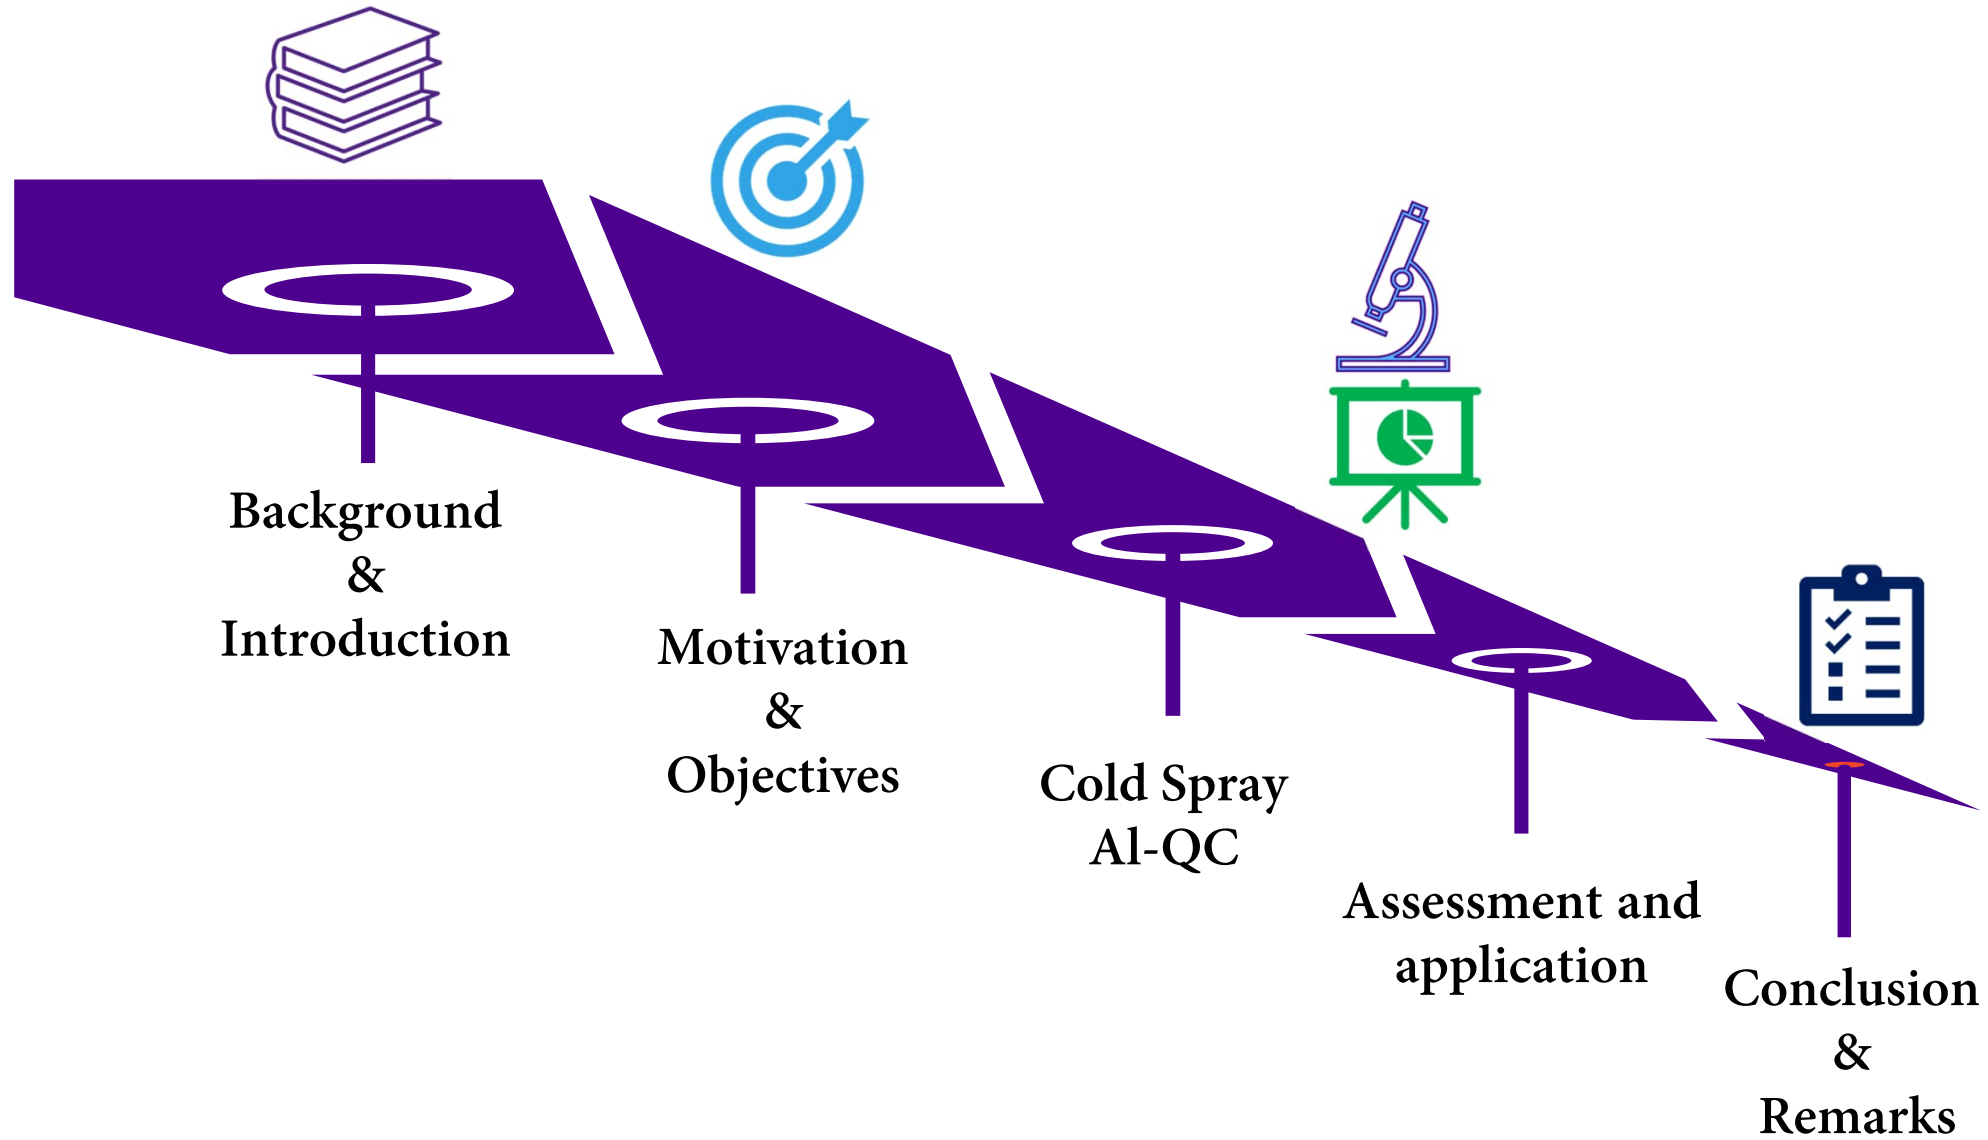 Background
&
Introduction
Motivation
&
Objectives
Cold Spray
Al-QC
Assessment and
application
Conclusion
&
Remarks